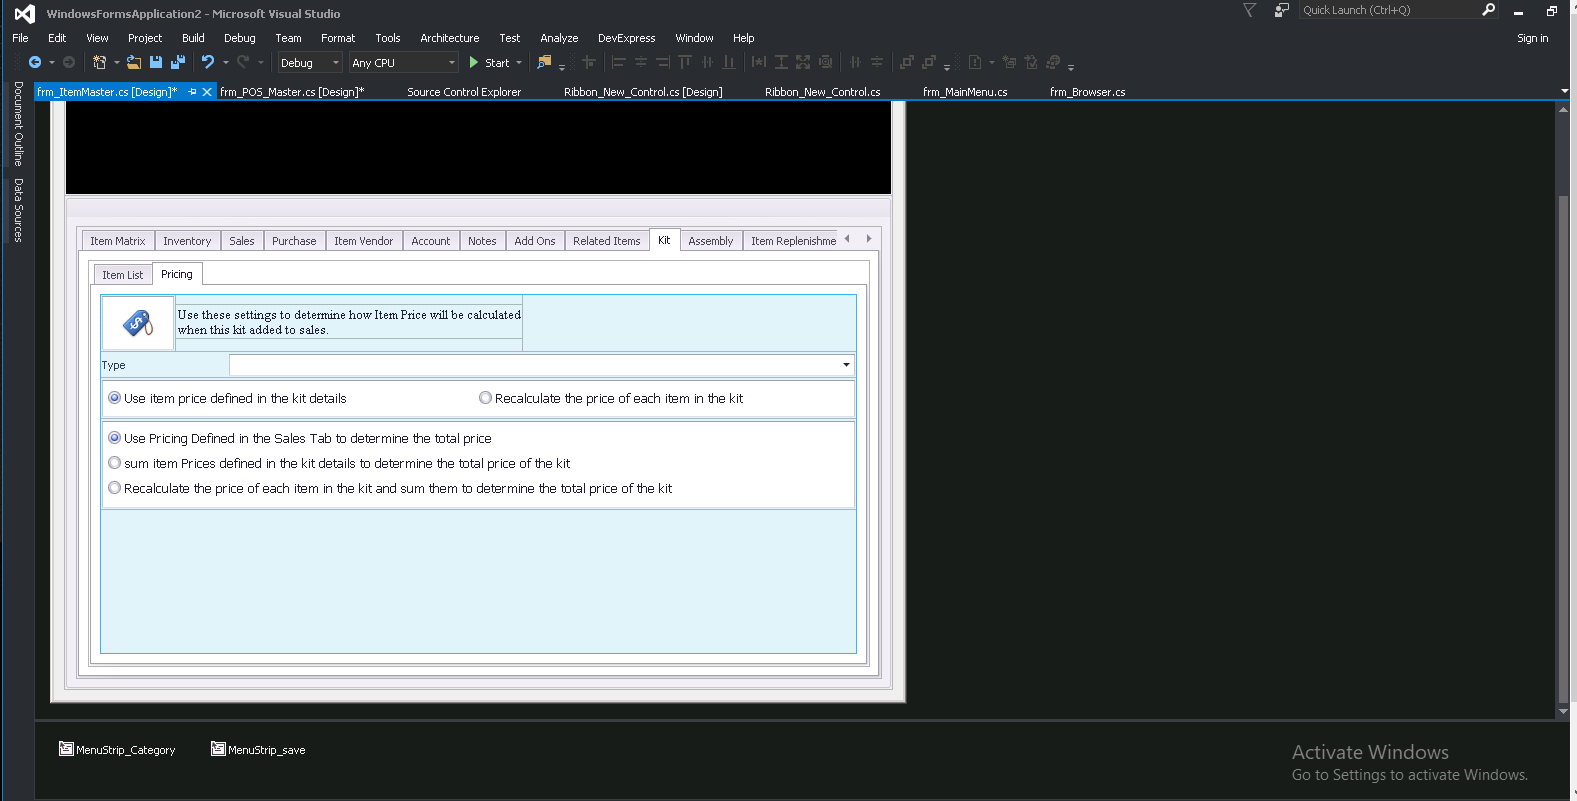 WindowsFormsApplication2 - Microsoft Visual Studio
Quick Launch (Ctrl+Q)
File Edit View Project Build Debug Team Format Tools Architecture Test Analyze DevExpress Window Help
Sign in
Debug Any CPU Start
frm_ItemMaster.cs [Design]* frm_POS_Master.cs [Design]* Source Control Explorer Ribbon_New_Control.cs [Design] Ribbon_New_Control.cs frm_MainMenu.cs frm_Browser.cs
Document Outline
Data Sources
Item Matrix Inventory Sales Purchase Item Vendor Account Notes Add Ons Related Items Kit Assembly Item Replenishme
Item List Pricing
Use these settings to determine how Item Price will be calculated
when this kit added to sales.
Type
Use item price defined in the kit details Recalculate the price of each item in the kit
Use Pricing Defined in the Sales Tab to determine the total price
sum item Prices defined in the kit details to determine the total price of the kit
Recalculate the price of each item in the kit and sum them to determine the total price of the kit
MenuStrip_Category MenuStrip_save
Activate Windows
Go to Settings to activate Windows.